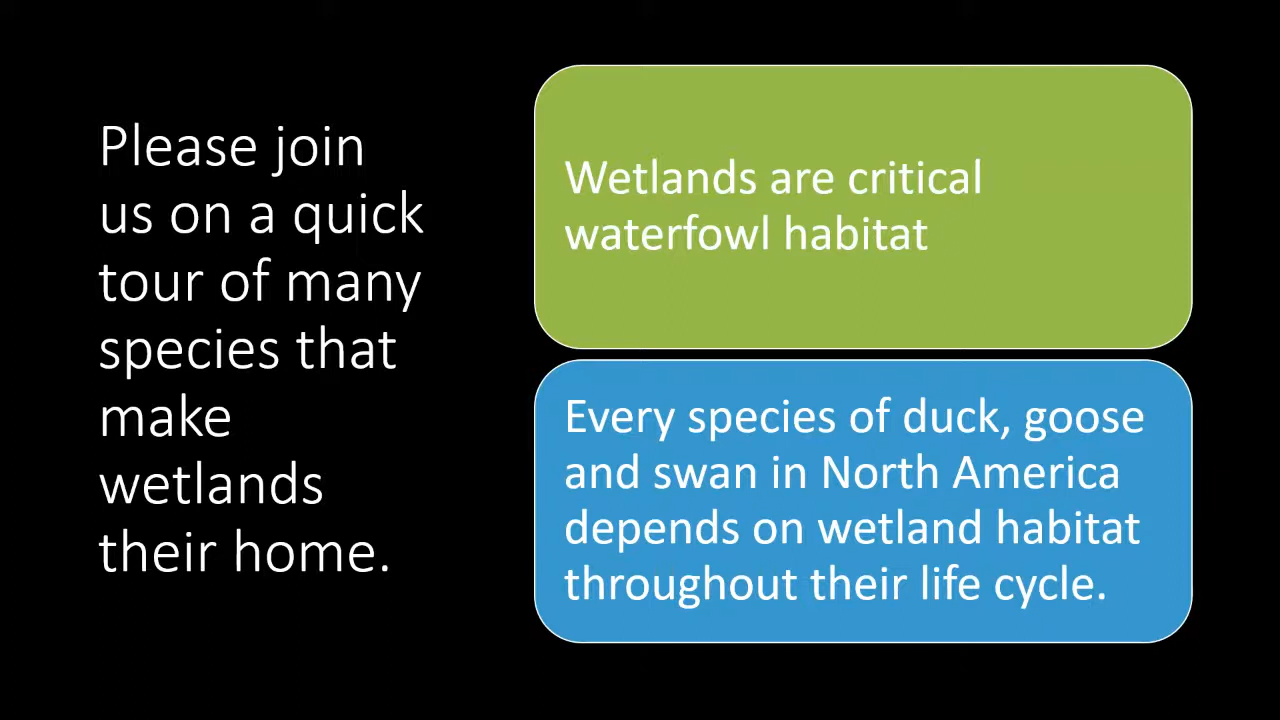 Please join
us on a quick
tour of many
species that
make
wetlands
their home.
Wetlands are critical
waterfowl habitat
Every species of duck, goose
and swan in North America
depends on wetland habitat
throughout their life cycle.